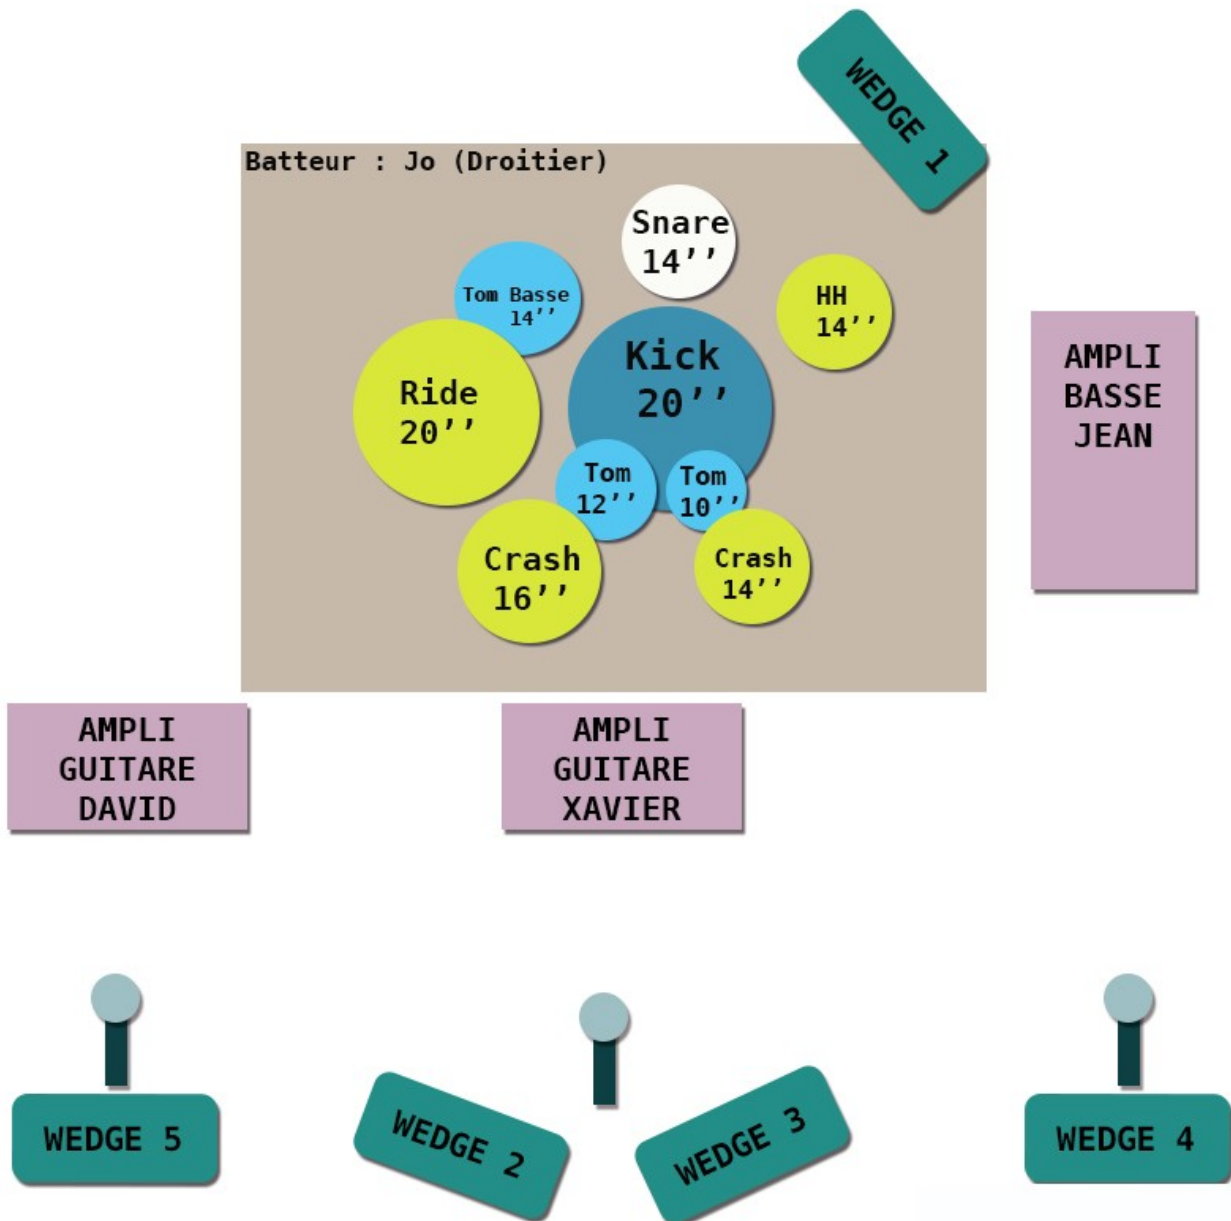 WEDGE 1
Batteur : Jo (Droitier)
Snare
14’’
Tom Basse
14’’
HH
14’’
Kick
20’’
Ride
20’’
Tom
12’’
Tom
10’’
Crash
16’’
Crash
14’’
AMPLI
BASSE
JEAN
AMPLI
GUITARE
DAVID
AMPLI
GUITARE
XAVIER
WEDGE 5
WEDGE 2
WEDGE 3
WEDGE 4